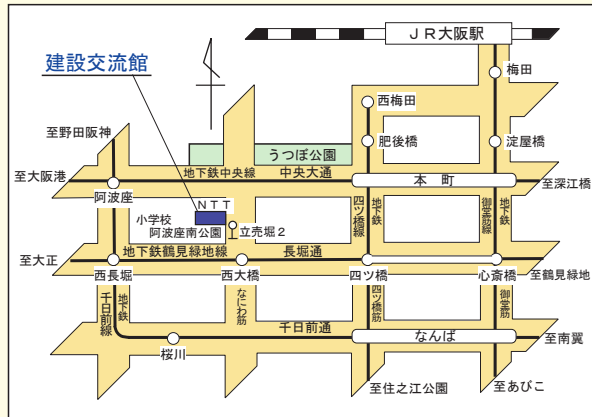 JR大阪駅
建設交流館
梅田
西梅田
至野田阪神
肥後橋
淀屋橋
うつぼ公園
至大阪港
地下鉄中央線
中央大通
本町
至深江橋
阿波座
NTT
小学校
阿波座南公園
立売堀2
四ツ橋線
地下鉄
御堂筋線
地下鉄
地下鉄鶴見緑地線
長堀通
至大正
西長堀
西大橋
四ツ橋
心斎橋
至鶴見緑地
千日前線
地下鉄
なにわ筋
四ツ橋筋
御堂筋
千日前通
なんば
至南翼
桜川
至住之江公園
至あびこ